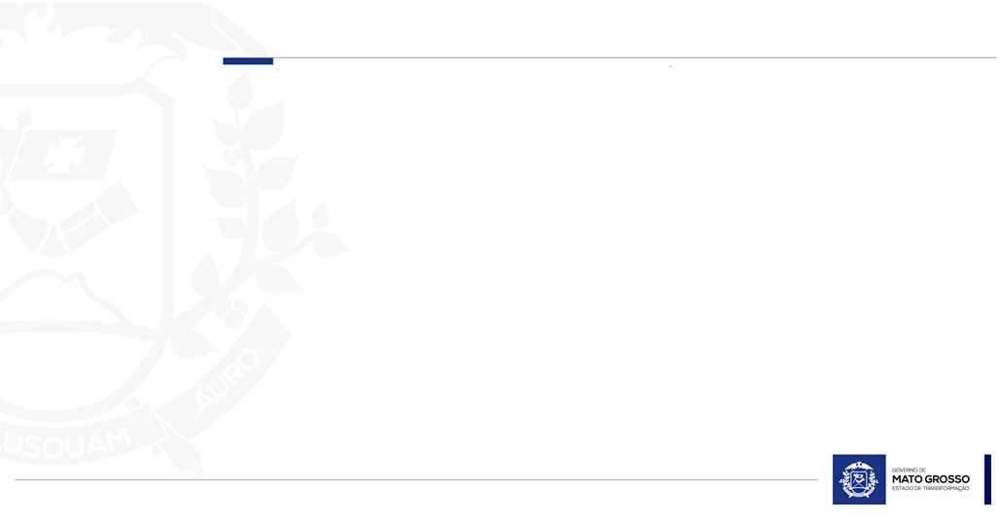 AURO
USQUAM
GOVERNO DE
MATO GROSSO
ESTADO DE TRANSFORMAÇÃO